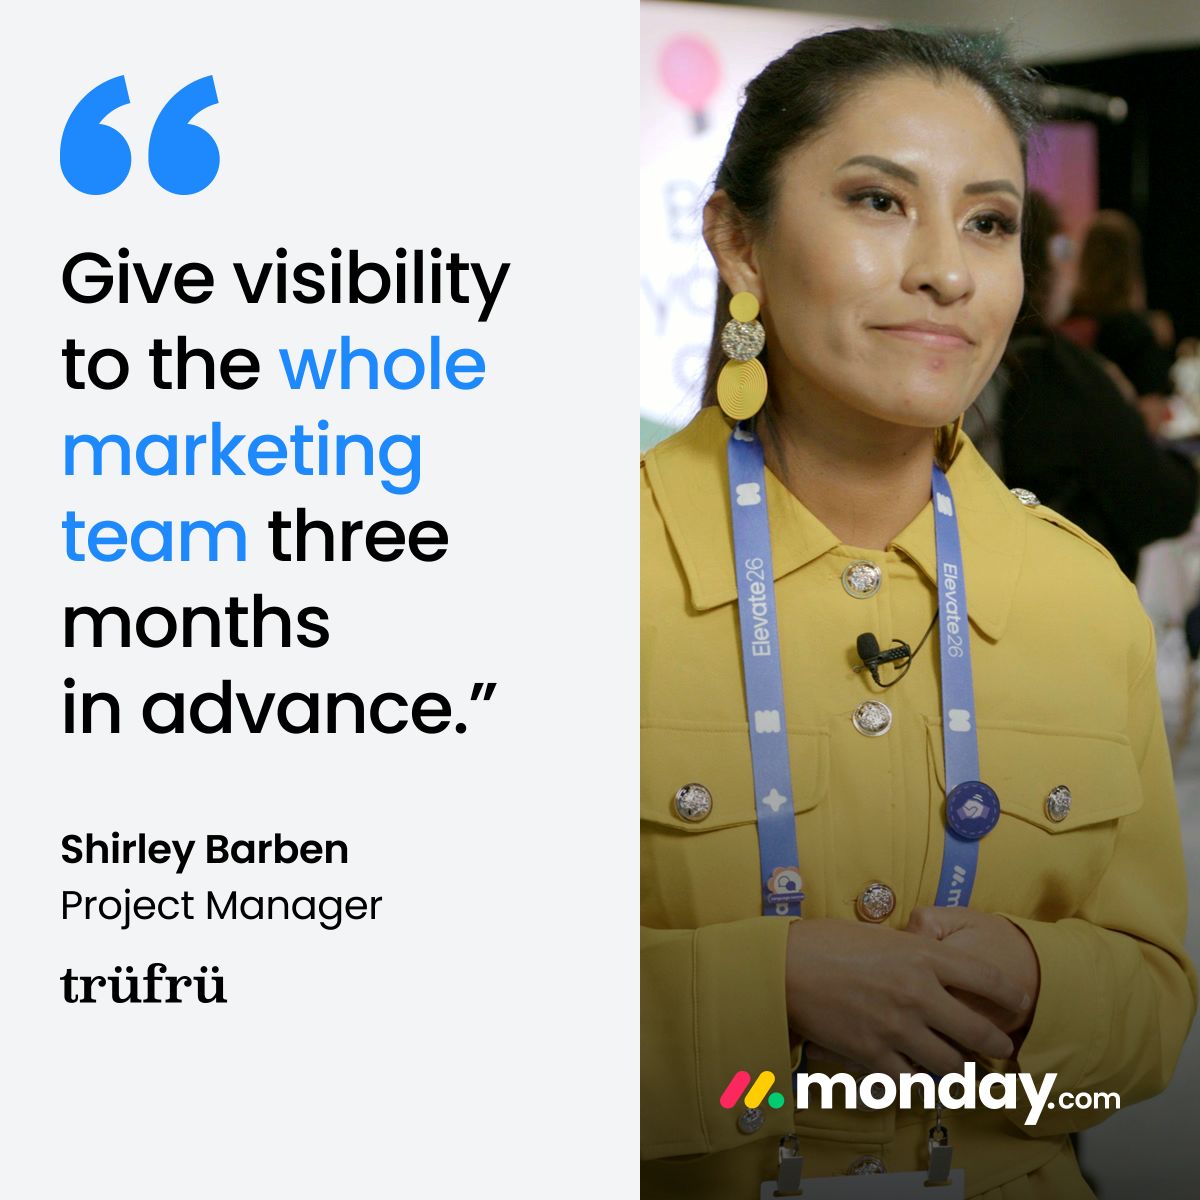 “
Give visibility
to the whole
marketing
team three
months
in advance.”
Shirley Barben
Project Manager
trüfrü
Elevate26
Elevate26
monday.com